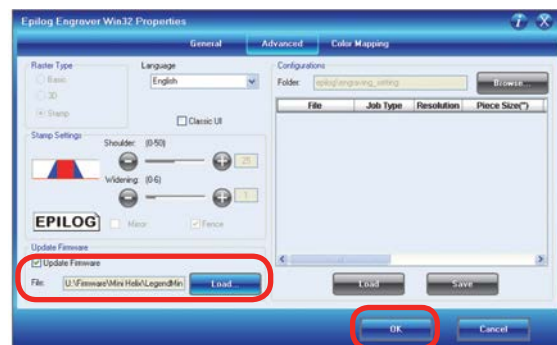 Epilog Engraver Win32 Properties
General Advanced Color Mapping
Raster Type
Basic
3D
Stamp
Language
English
Classic UI
Stamp Settings
Shoulder: (0-50)
25
Widening: (0-6)
1
EPILOG
Mirror
Fence
Update Firmware
Update Firmware
File: U:\Firmware\Mini Helix\LegendMin
Load...
Configurations
Folder: epilog\engraving_setting
Browse...
File Job Type Resolution Piece Size(")
Load Save
OK Cancel